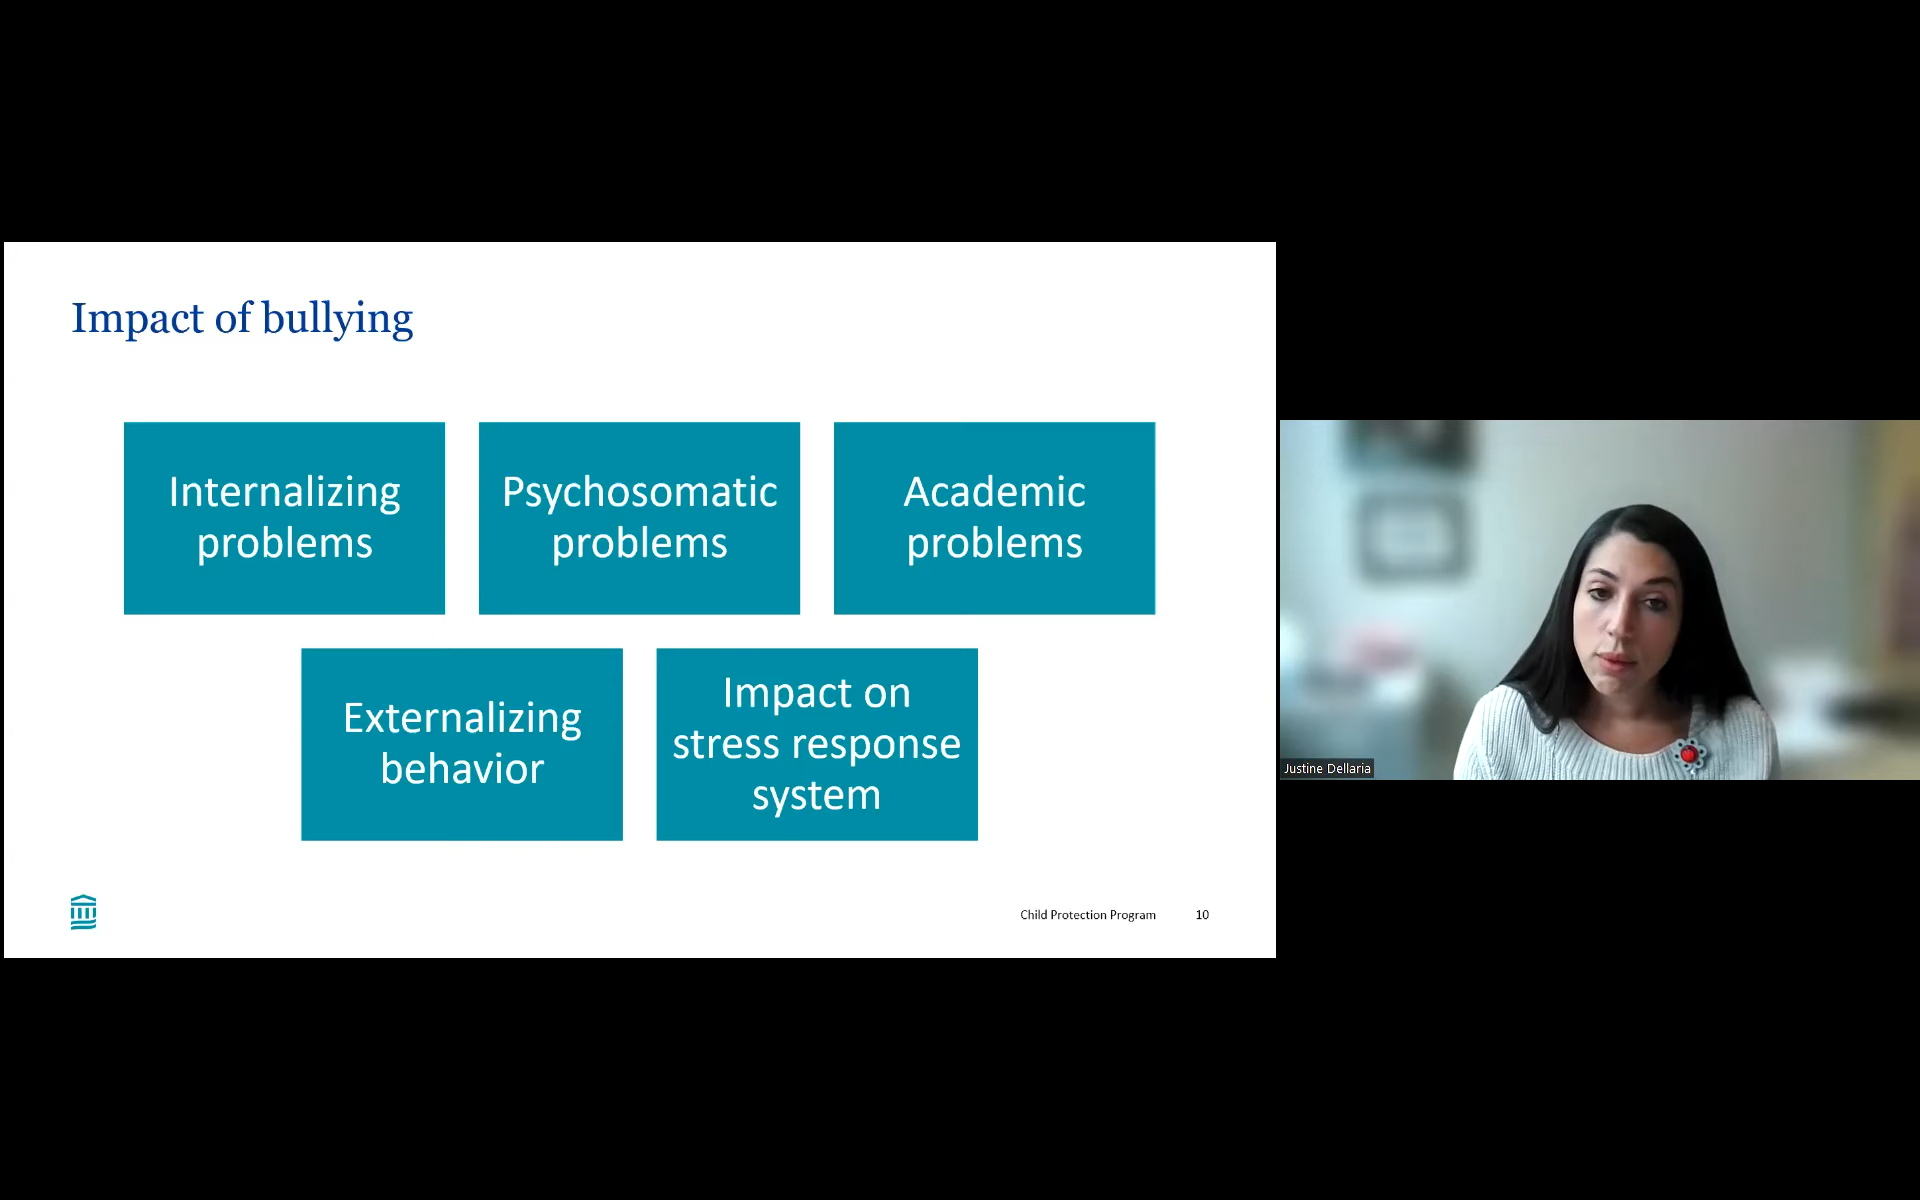 Impact of bullying
Internalizing
problems
Psychosomatic
problems
Academic
problems
Externalizing
behavior
Impact on
stress response
system
Child Protection Program
10
Justine Dellaria